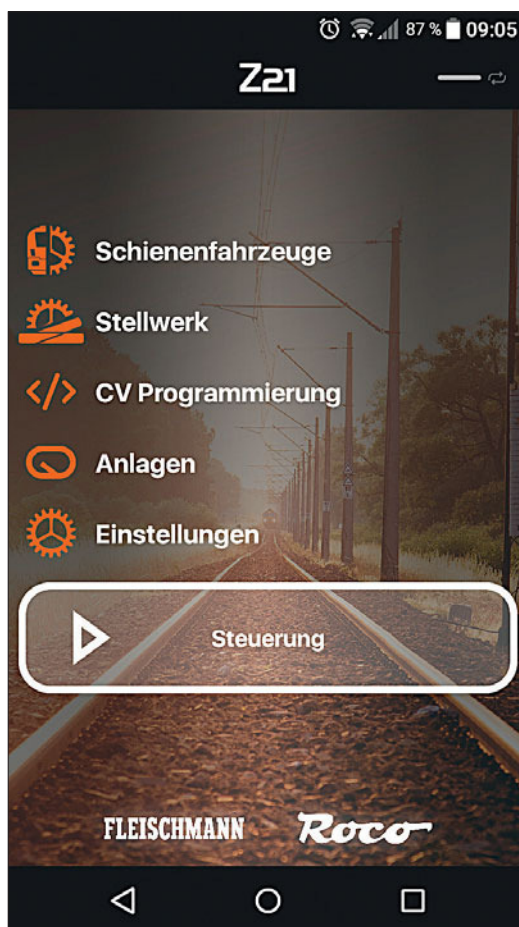 87 % 09:05
Z21
Schienenfahrzeuge
Stellwerk
</> CV Programmierung
Anlagen
Einstellungen
Steuerung
FLEISCHMANN Roco